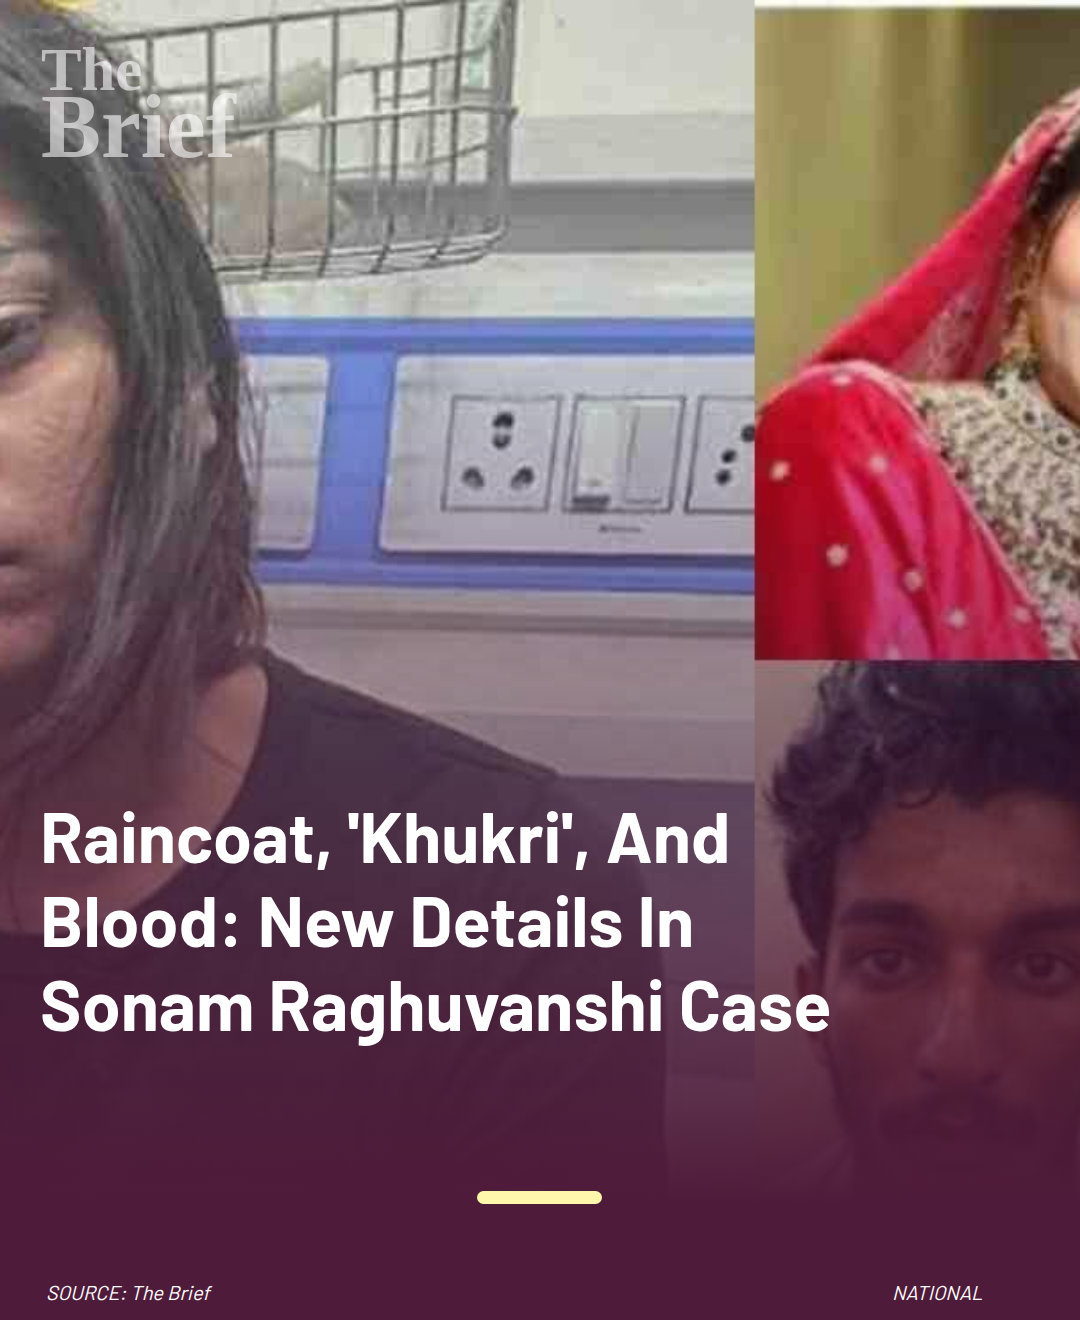 The
Brief
Raincoat, 'Khukri', And
Blood: New Details In
Sonam Raghuvanshi Case
SOURCE: The Brief
NATIONAL